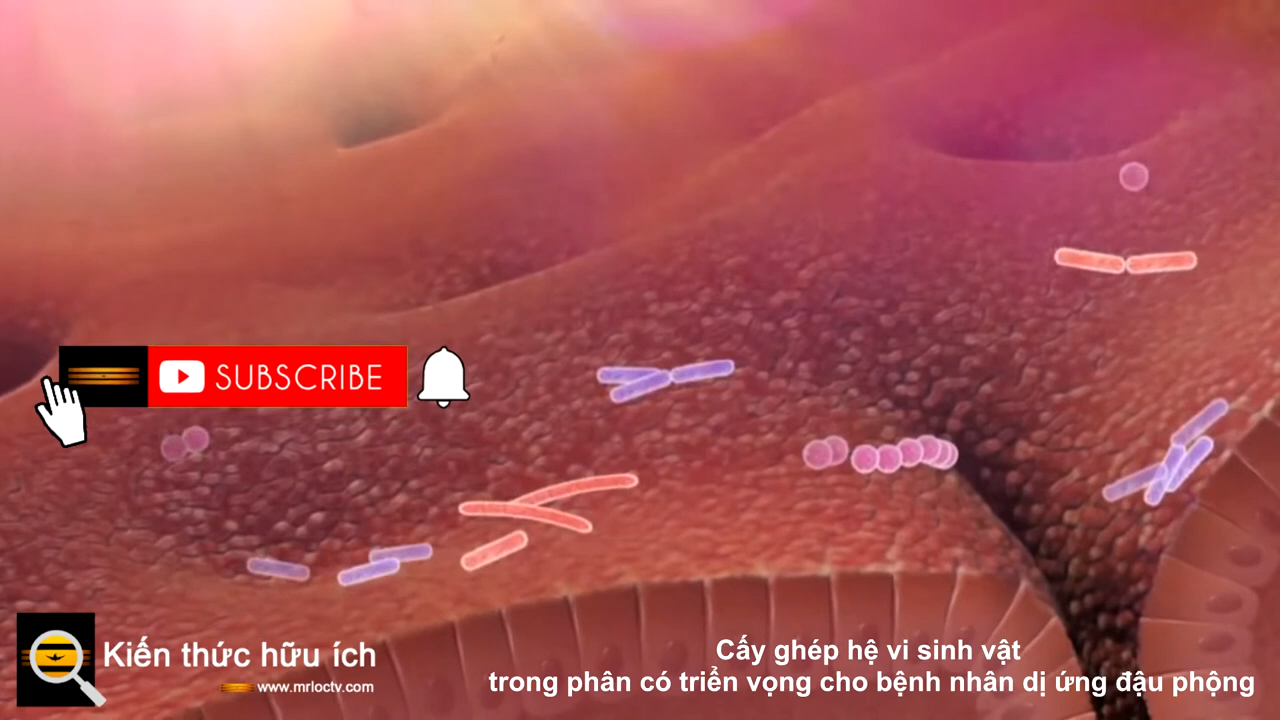 SUBSCRIBE
Kiến thức hữu ích
www.mrloctv.com
Cấy ghép hệ vi sinh vật
trong phân có triển vọng cho bệnh nhân dị ứng đậu phộng